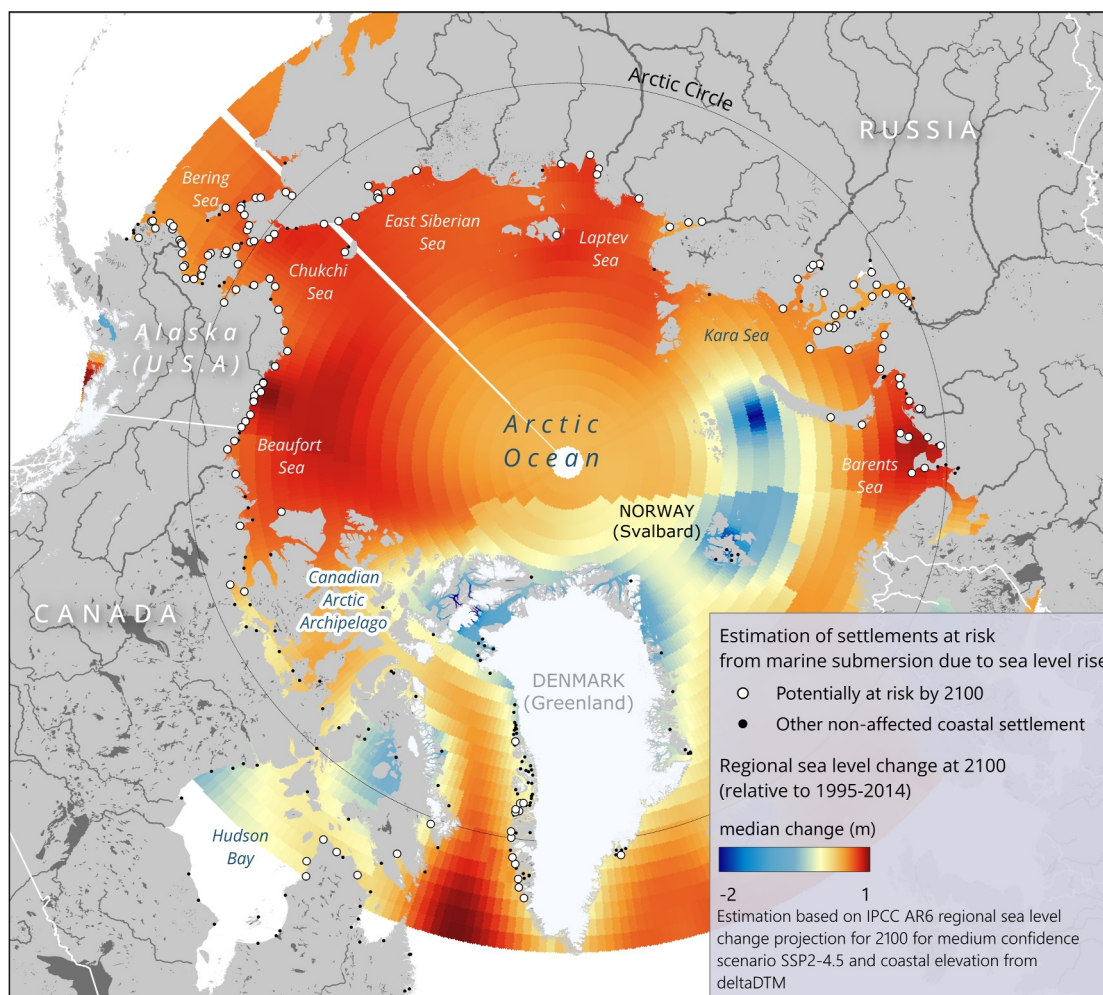 Arctic Circle
RUSSIA
Bering
Sea
East Siberian
Sea
Laptev
Sea
Chukchi
Sea
Kara Sea
Alaska
(U.S.A)
Arctic
Ocean
Beaufort
Sea
Barents
Sea
NORWAY
(Svalbard)
Canadian
Arctic
Archipelago
CANADA
DENMARK
(Greenland)
Hudson
Bay
Estimation of settlements at risk
from marine submersion due to sea level rise
Potentially at risk by 2100
Other non-affected coastal settlement
Regional sea level change at 2100
(relative to 1995-2014)
median change (m)
-2 1
Estimation based on IPCC AR6 regional sea level
change projection for 2100 for medium confidence
scenario SSP2-4.5 and coastal elevation from
deltaDTM